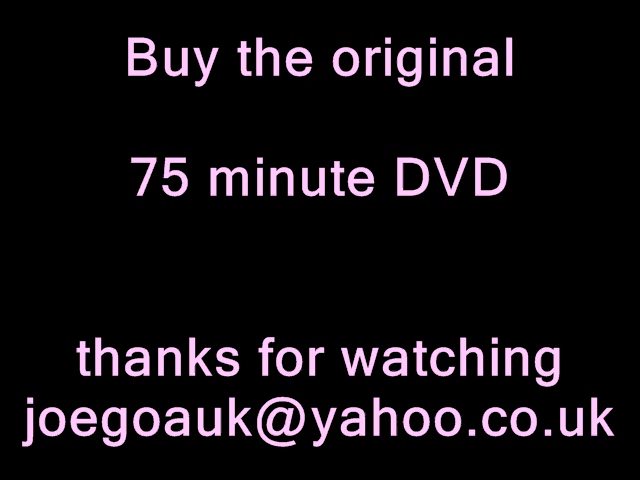 Buy the original
75 minute DVD
thanks for watching
joegoauk@yahoo.co.uk